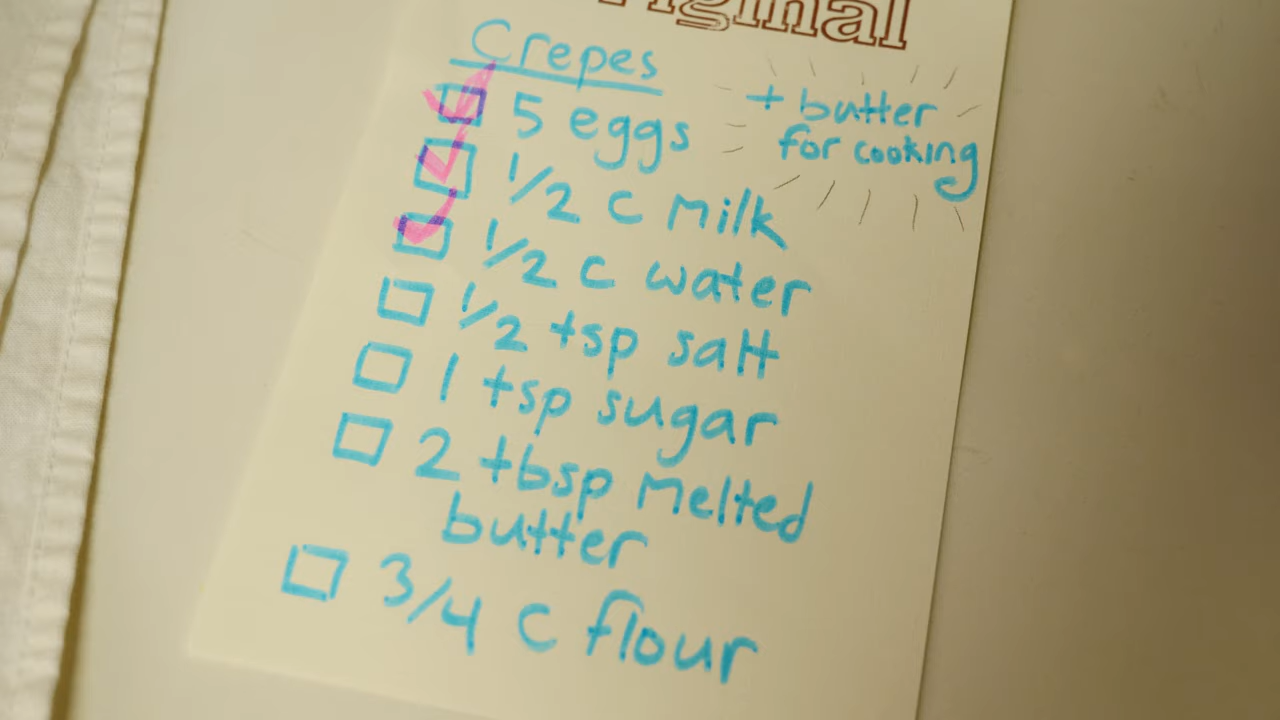 Crepes
5 eggs
+ butter
for cooking
1/2 c milk
1/2 c water
1/2 tsp salt
1 tsp sugar
2 tbsp melted
butter
3/4 c flour